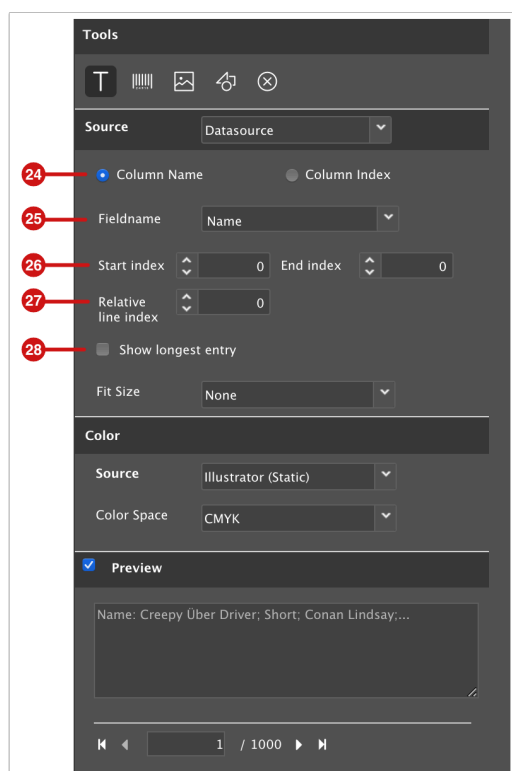 Tools
T
Source Datasource
24 Column Name Column Index
25 Fieldname Name
26 Start index 0 End index 0
27 Relative line index 0
28 Show longest entry
Fit Size None
Color
Source Illustrator (Static)
Color Space CMYK
Preview
Name: Creepy Über Driver; Short; Conan Lindsay;...
1 / 1000